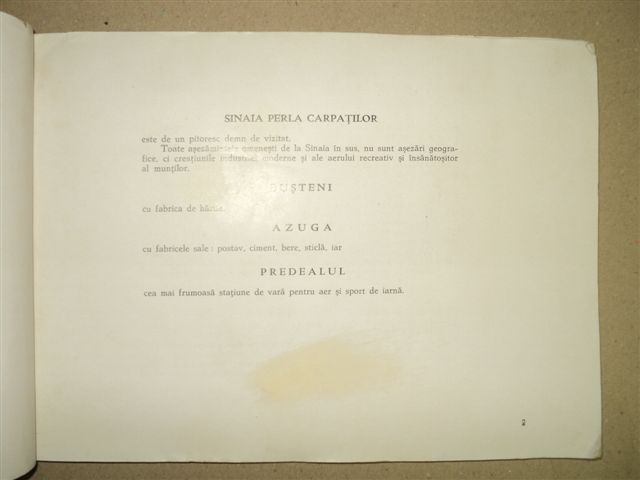 SINAIA PERLA CARPAȚILOR
este de un pitoresc demn de vizitat.
Toate așezămintele omenești de la Sinaia în sus, nu sunt așezări geogra-
fice, ci creștiunile industriei moderne și ale aerului recreativ și însănătoșitor
al munților.
BUȘTENI
cu fabrica de hârtie,
AZUGA
cu fabricele sale : postav, ciment, bere, sticlă, iar
PREDEALUL
cea mai frumoasă stațiune de vară pentru aer și sport de iarnă.
2